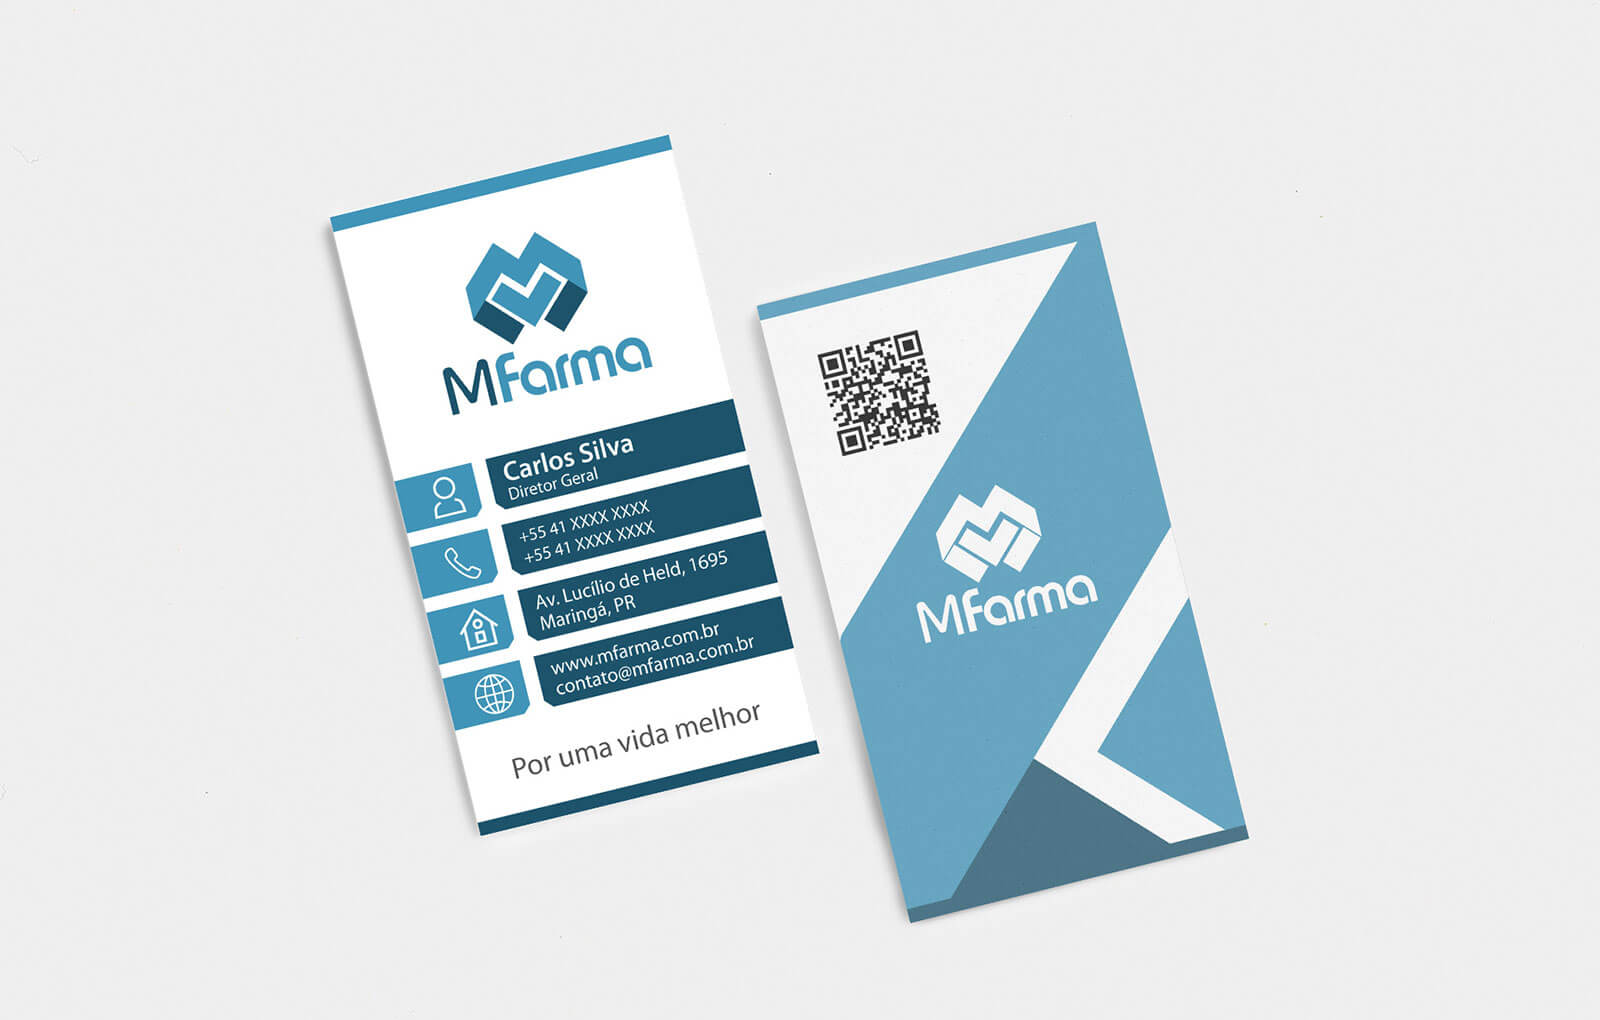 MFarma
Carlos Silva
Diretor Geral
+55 41 XXXX XXXX
+55 41 XXXX XXXX
Av. Lucílio de Held, 1695
Maringá, PR
www.mfarma.com.br
contato@mfarma.com.br
Por uma vida melhor
MFarma